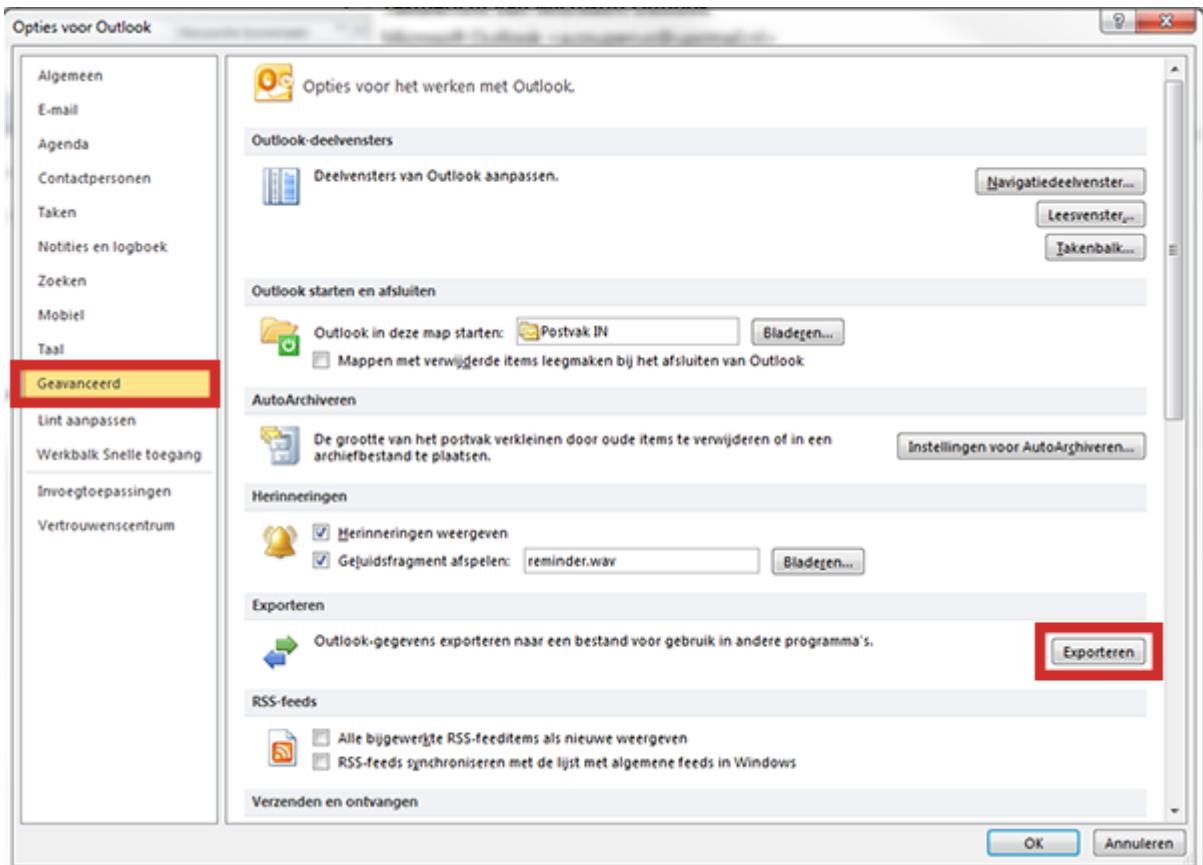 Opties voor Outlook
Algemeen
E-mail
Agenda
Contactpersonen
Taken
Notities en logboek
Zoeken
Mobiel
Taal
Geavanceerd
Lint aanpassen
Werkbalk Snelle toegang
Invoegtoepassingen
Vertrouwenscentrum
Opties voor het werken met Outlook.
Outlook-deelvensters
Deelvensters van Outlook aanpassen.
Navigatiedeelvenster...
Leesvenster...
Takenbalk...
Outlook starten en afsluiten
Outlook in deze map starten: Postvak IN Bladeren...
Mappen met verwijderde items leegmaken bij het afsluiten van Outlook
AutoArchiveren
De grootte van het postvak verkleinen door oude items te verwijderen of in een
archiefbestand te plaatsen.
Instellingen voor AutoArchiveren...
Herinneringen
Herinneringen weergeven
Geluidsfragment afspelen: reminder.wav Bladeren...
Exporteren
Outlook-gegevens exporteren naar een bestand voor gebruik in andere programma's.
Exporteren
RSS-feeds
Alle bijgewerkte RSS-feeditems als nieuwe weergeven
RSS-feeds synchroniseren met de lijst met algemene feeds in Windows
Verzenden en ontvangen
OK Annuleren